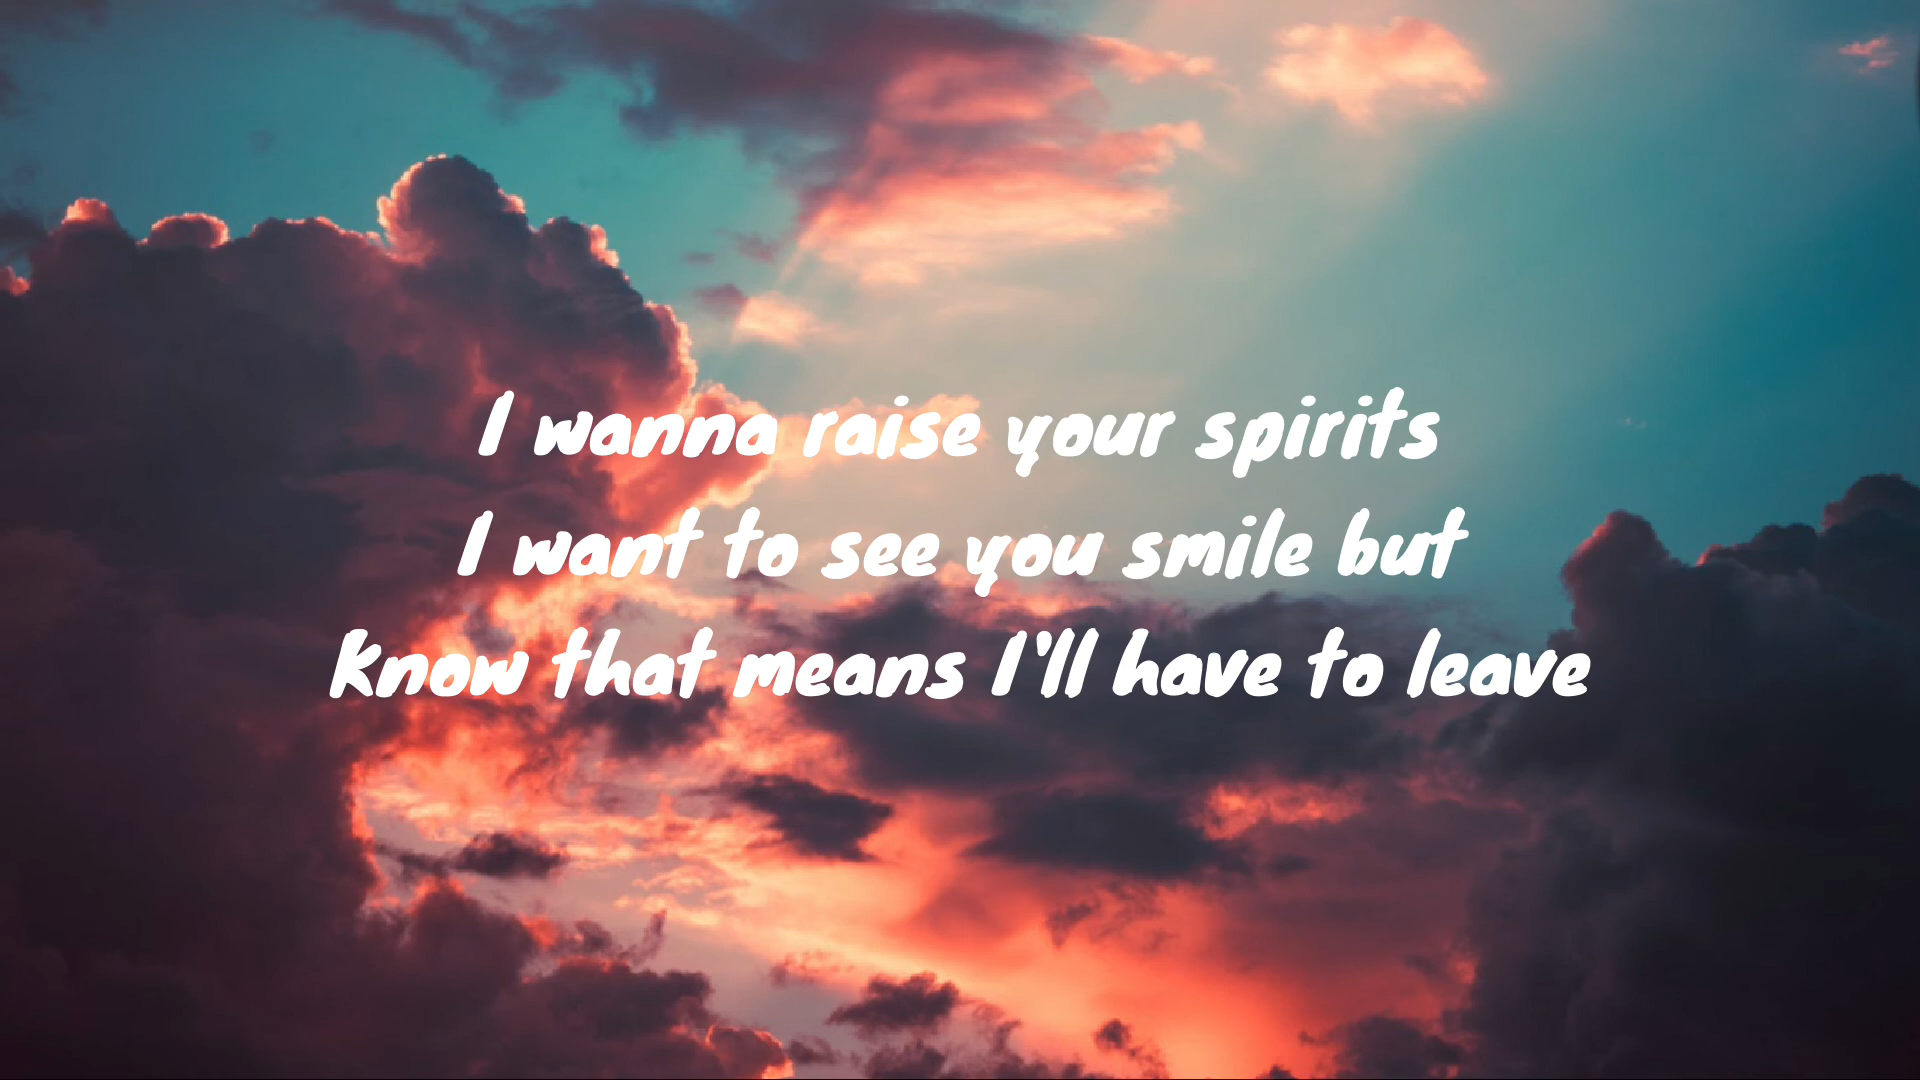 I wanna raise your spirits
I want to see you smile but
Know that means I'll have to leave